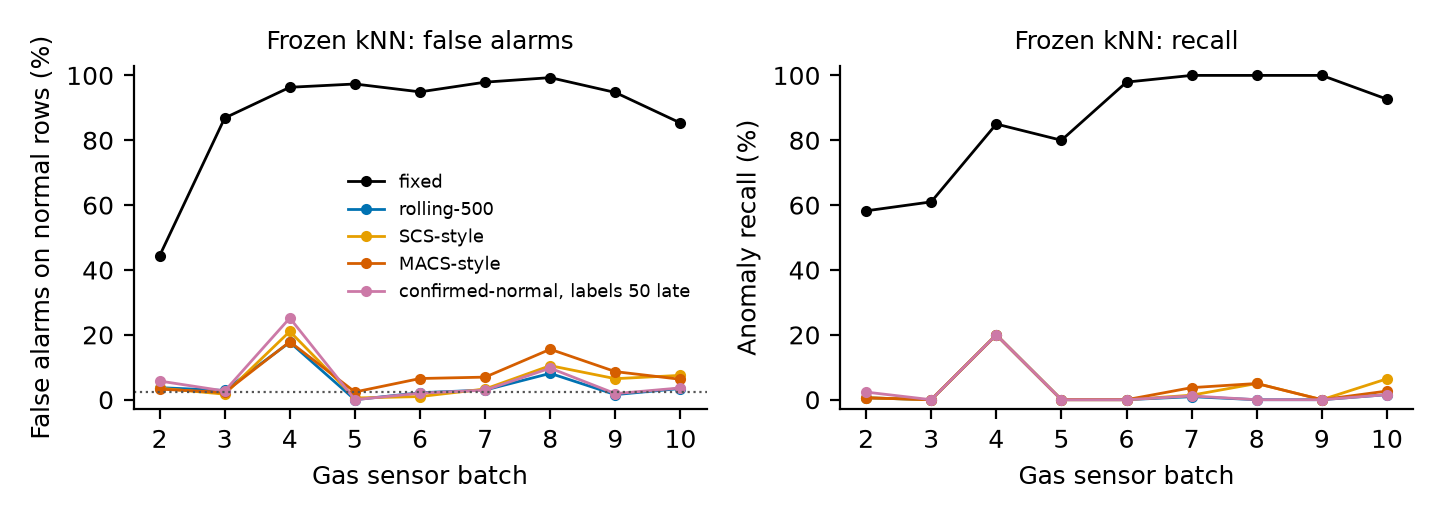 Frozen kNN: false alarms
False alarms on normal rows (%)
100
80
60
40
20
0
fixed
rolling-500
SCS-style
MACS-style
confirmed-normal, labels 50 late
2 3 4 5 6 7 8 9 10
Gas sensor batch
Frozen kNN: recall
Anomaly recall (%)
100
80
60
40
20
0
2 3 4 5 6 7 8 9 10
Gas sensor batch